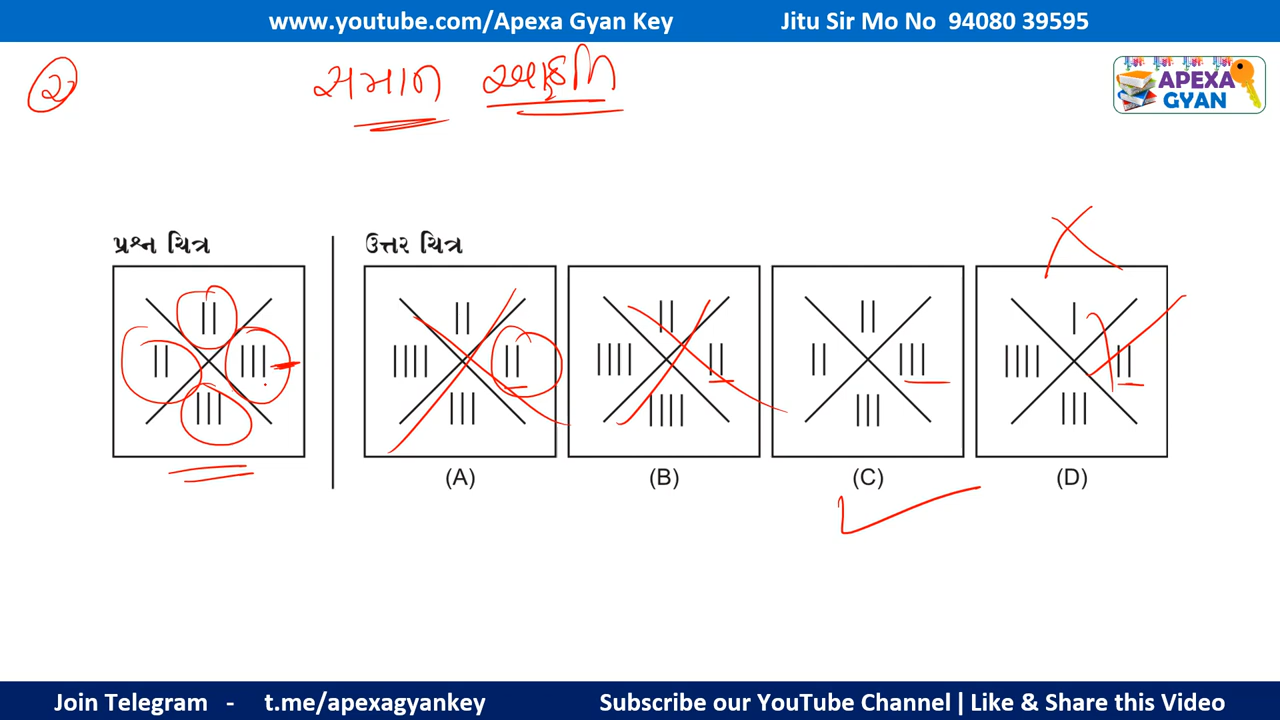 www.youtube.com/Apexa Gyan Key Jitu Sir Mo No 94080 39595
૨
સમાન આકૃતિ
APEXA
GYAN
પ્રશ્ન ચિત્ર
ઉત્તર ચિત્ર
(A) (B) (C) (D)
Join Telegram - t.me/apexagyankey Subscribe our YouTube Channel | Like & Share this Video